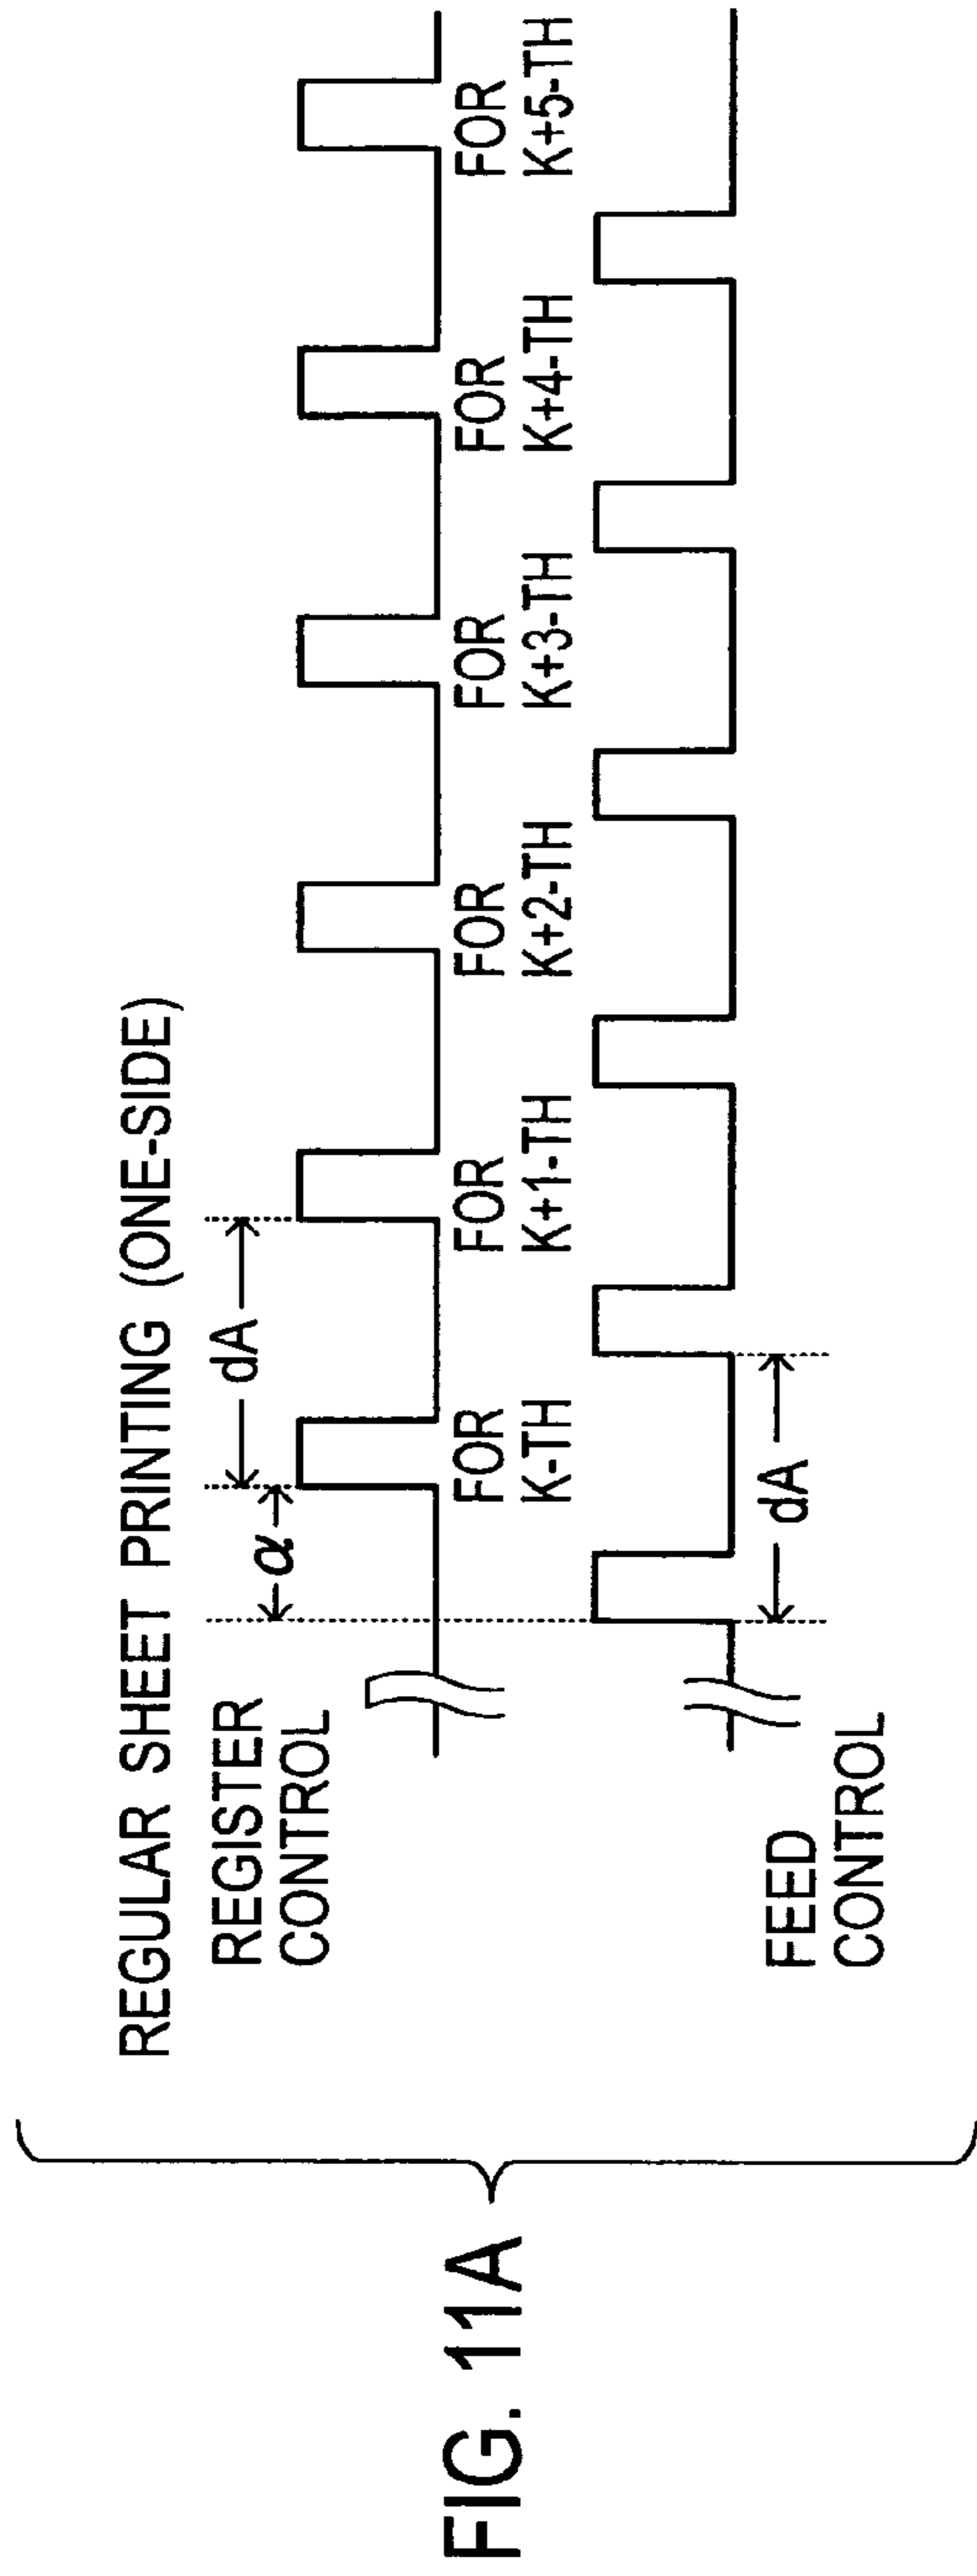 FIG. 11A
REGULAR SHEET PRINTING (ONE-SIDE)
REGISTER
CONTROL
α
dA
FOR
K-TH
FOR
K+1-TH
FOR
K+2-TH
FOR
K+3-TH
FOR
K+4-TH
FOR
K+5-TH
FEED
CONTROL
dA